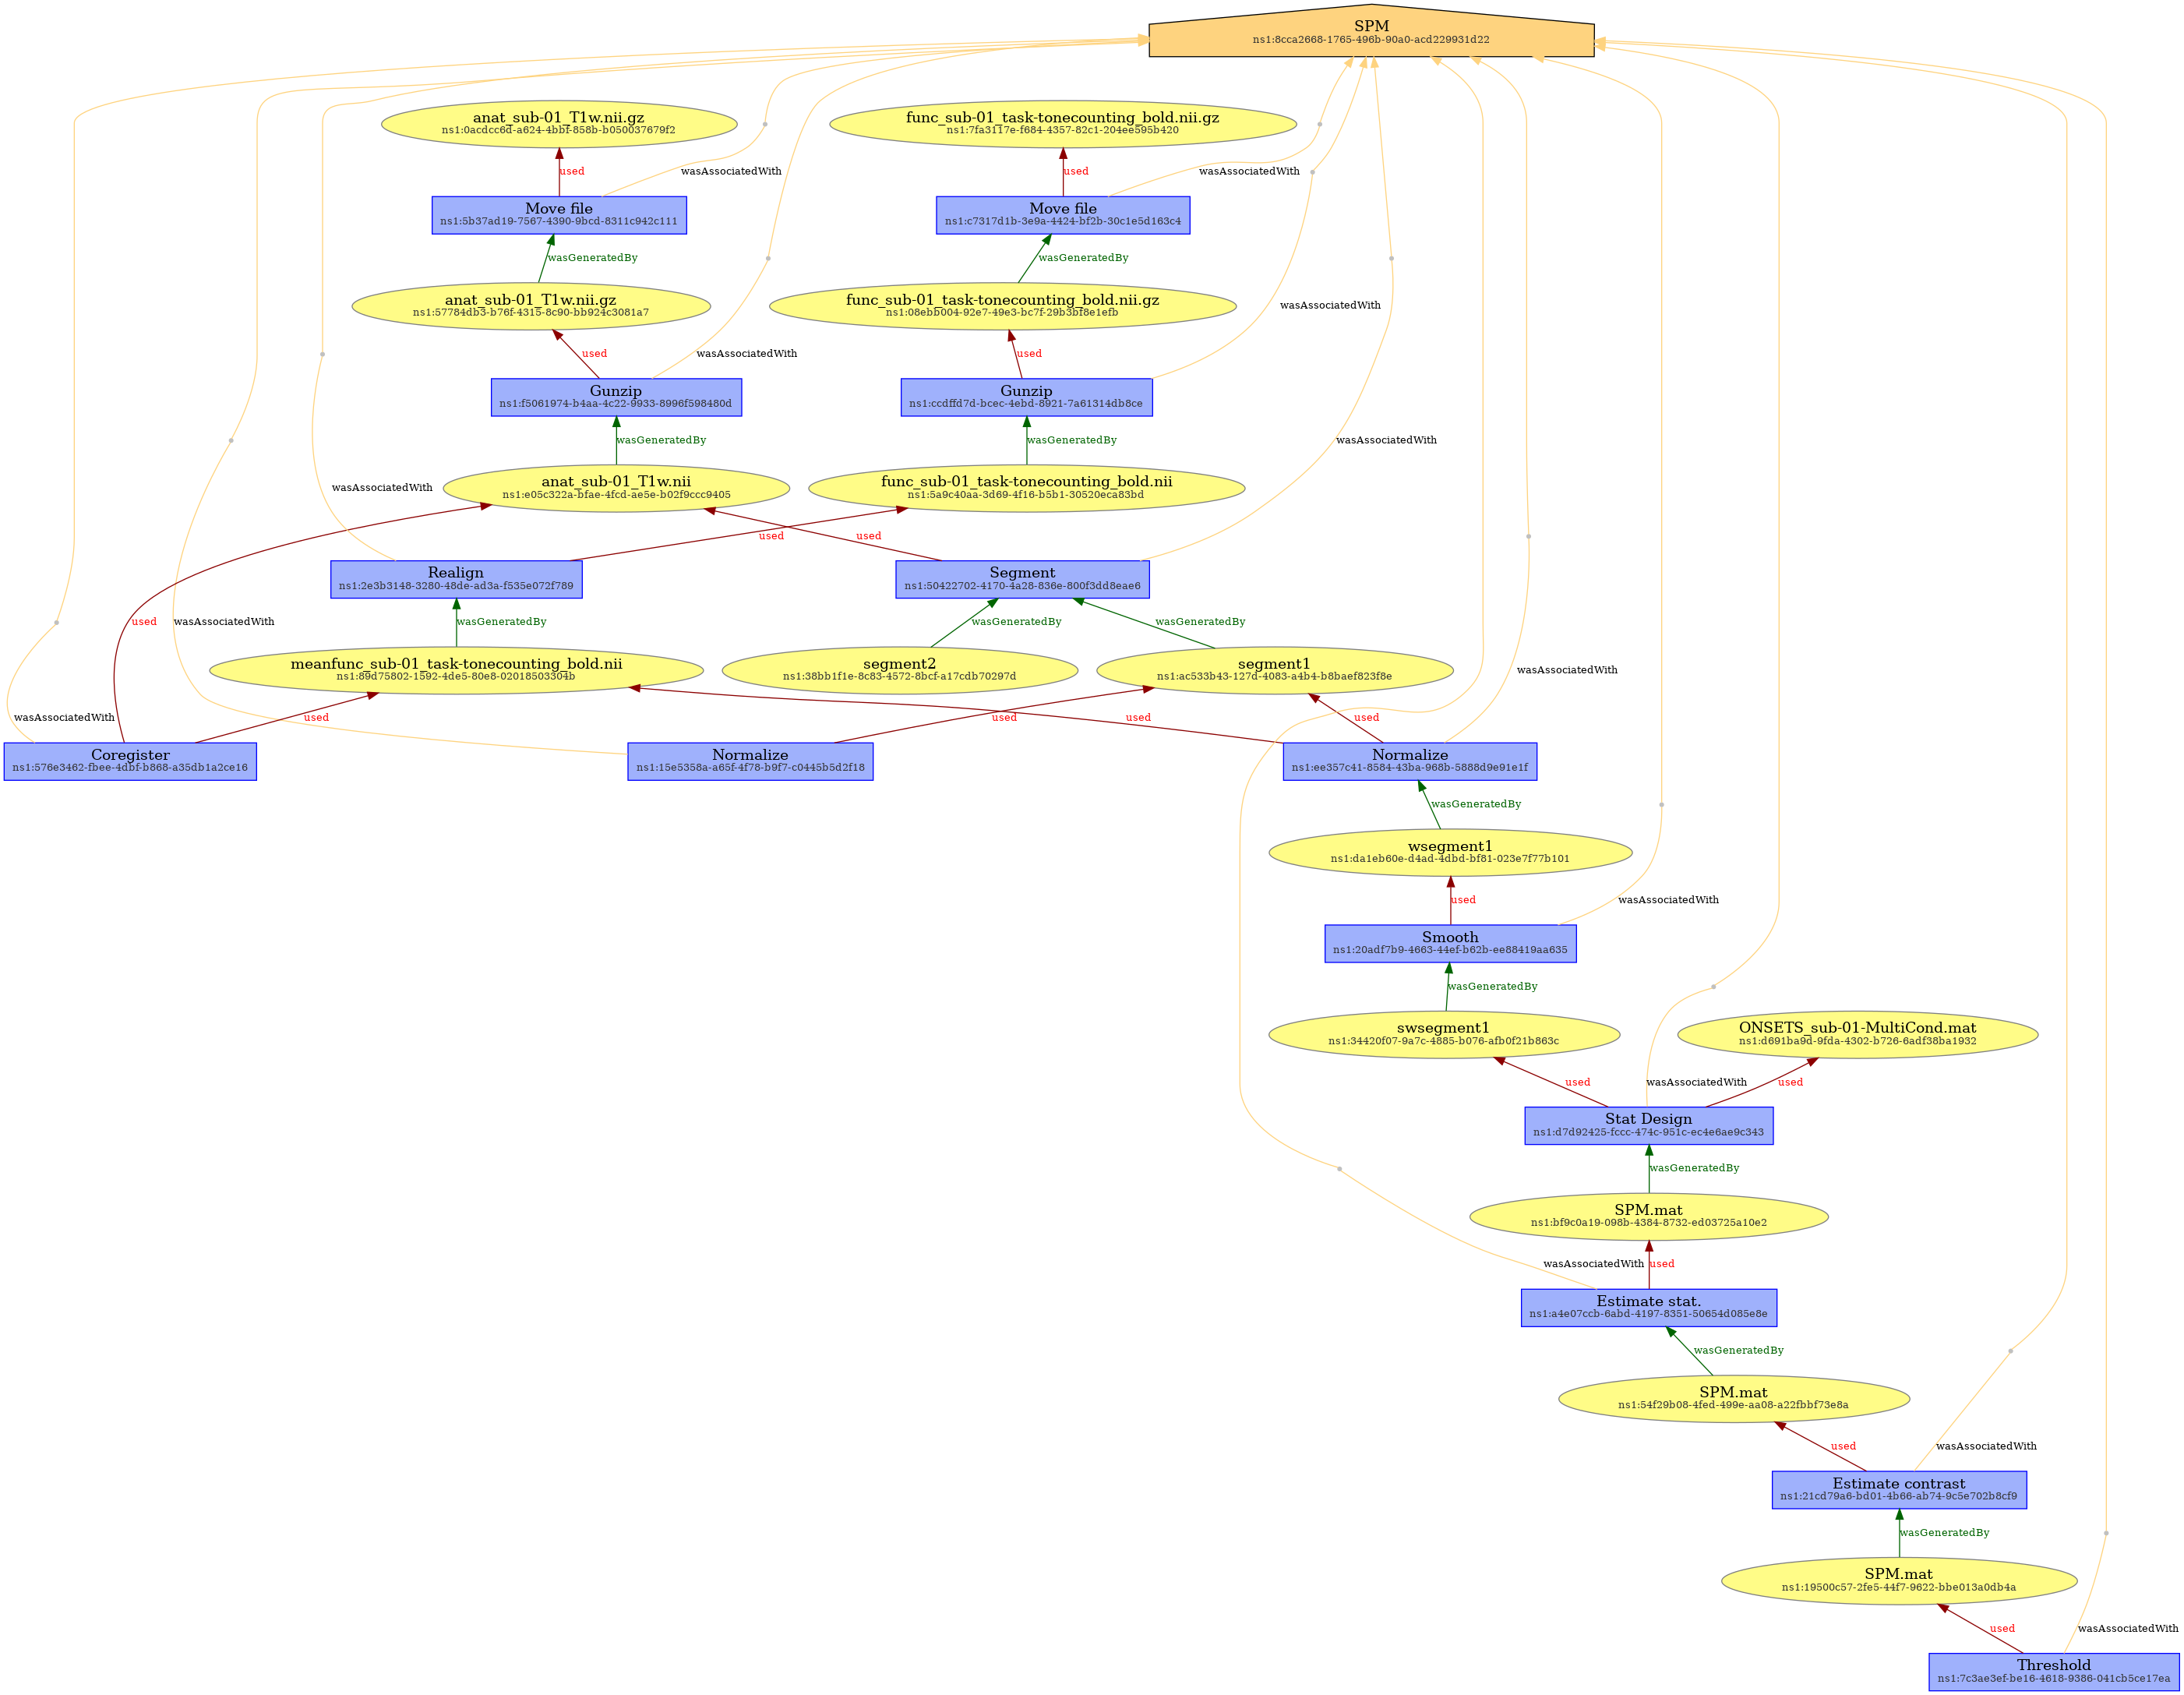 SPM
ns1:8cca2668-1765-496b-90a0-acd229931d22
anat_sub-01_T1w.nii.gz
ns1:0acdcc6d-a624-4bbf-858b-b050037679f2
func_sub-01_task-tonecounting_bold.nii.gz
ns1:7fa3117e-f684-4357-82c1-204ee595b420
used
wasAssociatedWith
used
wasAssociatedWith
Move file
ns1:5b37ad19-7567-4390-9bcd-8311c942c111
Move file
ns1:c7317d1b-3e9a-4424-bf2b-30c1e5d163c4
wasGeneratedBy
wasGeneratedBy
anat_sub-01_T1w.nii.gz
ns1:57784db3-b76f-4315-8c90-bb924c3081a7
func_sub-01_task-tonecounting_bold.nii.gz
ns1:08ebb004-92e7-49e3-bc7f-29b3bf8e1efb
wasAssociatedWith
used
wasAssociatedWith
used
Gunzip
ns1:f5061974-b4aa-4c22-9933-8996f598480d
Gunzip
ns1:ccdffd7d-bcec-4ebd-8921-7a61314db8ce
wasGeneratedBy
wasGeneratedBy
wasAssociatedWith
anat_sub-01_T1w.nii
ns1:e05c322a-bfae-4fcd-ae5e-b02f9ccc9405
func_sub-01_task-tonecounting_bold.nii
ns1:5a9c40aa-3d69-4f16-b5b1-30520eca83bd
wasAssociatedWith
used
used
Realign
ns1:2e3b3148-3280-48de-ad3a-f535e072f789
Segment
ns1:50422702-4170-4a28-836e-800f3dd8eae6
used
wasAssociatedWith
wasGeneratedBy
wasGeneratedBy
wasGeneratedBy
meanfunc_sub-01_task-tonecounting_bold.nii
ns1:89d75802-1592-4de5-80e8-02018503304b
segment2
ns1:38bb1f1e-8c83-4572-8bcf-a17cdb70297d
segment1
ns1:ac533b43-127d-4083-a4b4-b8baef823f8e
wasAssociatedWith
wasAssociatedWith
used
used
used
used
Coregister
ns1:576e3462-fbee-4dbf-b868-a35db1a2ce16
Normalize
ns1:15e5358a-a65f-4f78-b9f7-c0445b5d2f18
Normalize
ns1:ee357c41-8584-43ba-968b-5888d9e91e1f
wasGeneratedBy
wsegment1
ns1:da1eb60e-d4ad-4dbd-bf81-023e7f77b101
used
wasAssociatedWith
Smooth
ns1:20adf7b9-4663-44ef-b62b-ee88419aa635
wasGeneratedBy
swsegment1
ns1:34420f07-9a7c-4885-b076-afb0f21b863c
ONSETS_sub-01-MultiCond.mat
ns1:d691ba9d-9fda-4302-b726-6adf38ba1932
used
wasAssociatedWith
used
Stat Design
ns1:d7d92425-fccc-474c-951c-ec4e6ae9c343
wasGeneratedBy
SPM.mat
ns1:bf9c0a19-098b-4384-8732-ed03725a10e2
wasAssociatedWith
used
Estimate stat.
ns1:a4e07ccb-6abd-4197-8351-50654d085e8e
wasGeneratedBy
SPM.mat
ns1:54f29b08-4fed-499e-aa08-a22fbbf73e8a
used
wasAssociatedWith
Estimate contrast
ns1:21cd79a6-bd01-4b66-ab74-9c5e702b8cf9
wasGeneratedBy
SPM.mat
ns1:19500c57-2fe5-44f7-9622-bbe013a0db4a
used
wasAssociatedWith
Threshold
ns1:7c3ae3ef-be16-4618-9386-041cb5ce17ea